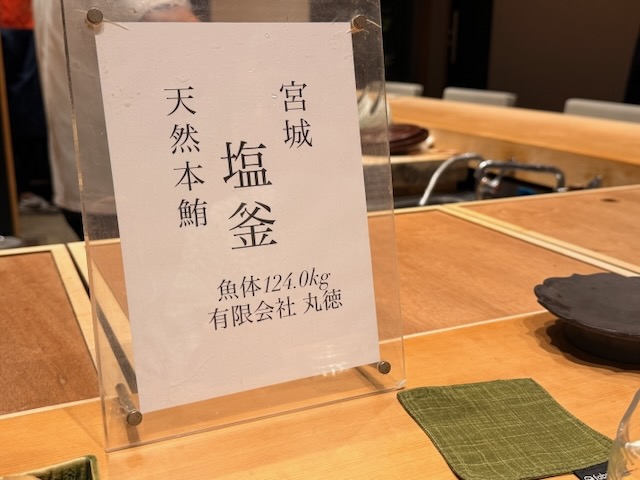 宮城
塩釜
天然本鮪
魚体124.0kg
有限会社 丸徳